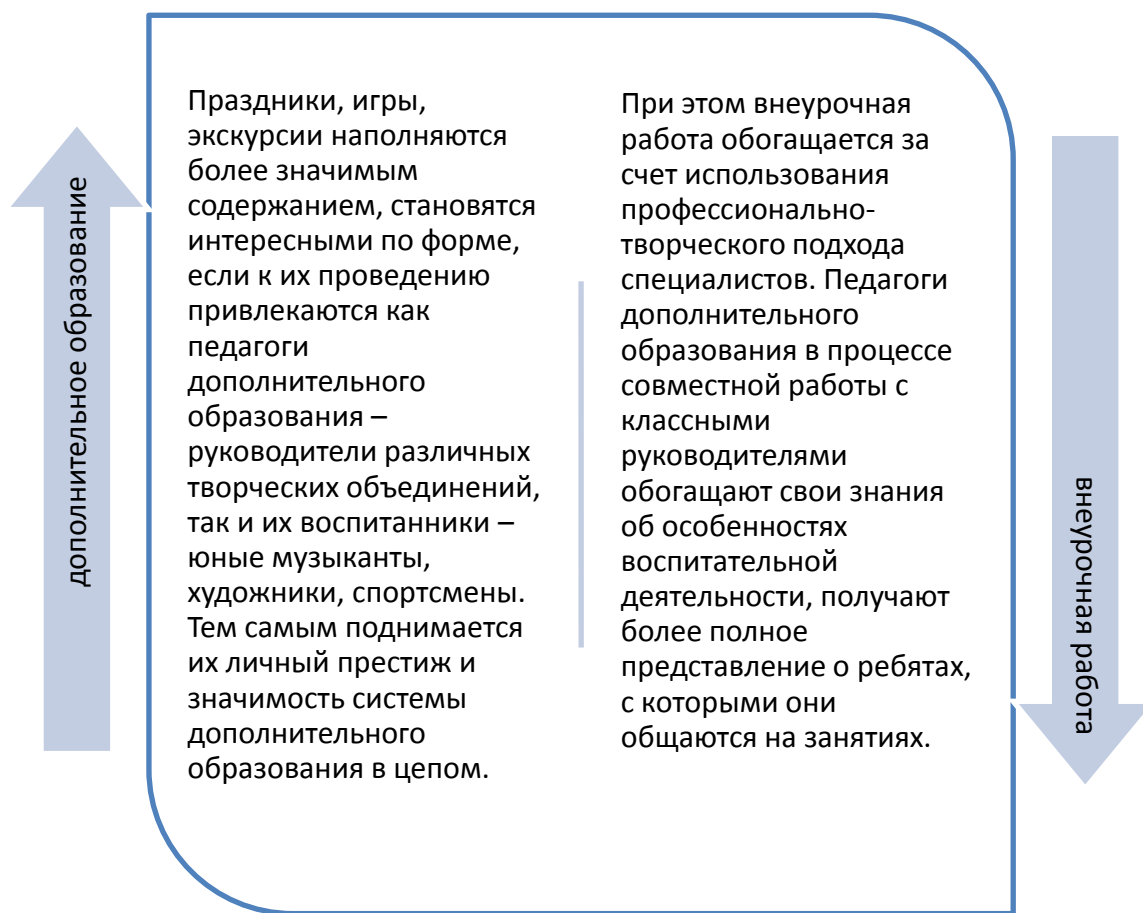 дополнительное образование
Праздники, игры,
экскурсии наполняются
более значимым
содержанием, становятся
интересными по форме,
если к их проведению
привлекаются как
педагоги
дополнительного
образования –
руководители различных
творческих объединений,
так и их воспитанники –
юные музыканты,
художники, спортсмены.
Тем самым поднимается
их личный престиж и
значимость системы
дополнительного
образования в цепом.
При этом внеурочная
работа обогащается за
счет использования
профессионально-
творческого подхода
специалистов. Педагоги
дополнительного
образования в процессе
совместной работы с
классными
руководителями
обогащают свои знания
об особенностях
воспитательной
деятельности, получают
более полное
представление о ребятах,
с которыми они
общаются на занятиях.
внеурочная работа